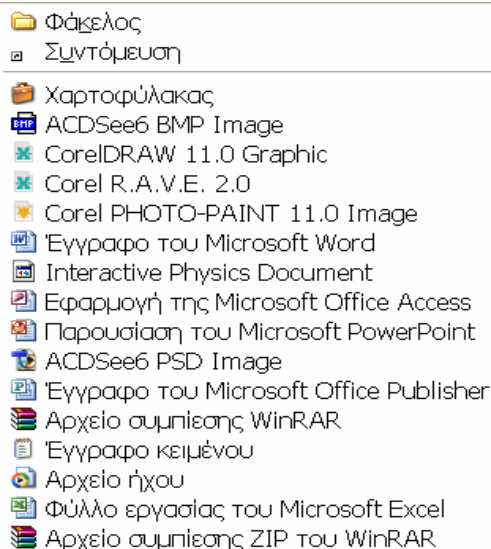 Φάκελος
Συντόμευση
Χαρτοφύλακας
ACDSee6 BMP Image
CorelDRAW 11.0 Graphic
Corel R.A.V.E. 2.0
Corel PHOTO-PAINT 11.0 Image
Έγγραφο του Microsoft Word
Interactive Physics Document
Εφαρμογή της Microsoft Office Access
Παρουσίαση του Microsoft PowerPoint
ACDSee6 PSD Image
Έγγραφο του Microsoft Office Publisher
Αρχείο συμπίεσης WinRAR
Έγγραφο κειμένου
Αρχείο ήχου
Φύλλο εργασίας του Microsoft Excel
Αρχείο συμπίεσης ZIP του WinRAR